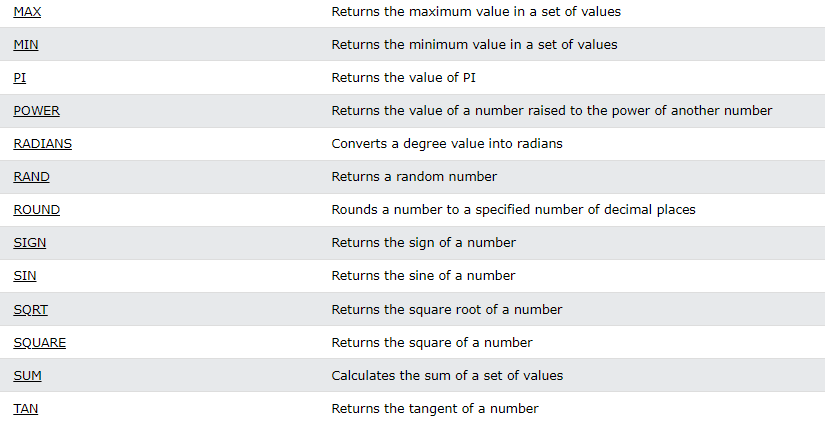 MAX Returns the maximum value in a set of values
MIN Returns the minimum value in a set of values
PI Returns the value of PI
POWER Returns the value of a number raised to the power of another number
RADIANS Converts a degree value into radians
RAND Returns a random number
ROUND Rounds a number to a specified number of decimal places
SIGN Returns the sign of a number
SIN Returns the sine of a number
SQRT Returns the square root of a number
SQUARE Returns the square of a number
SUM Calculates the sum of a set of values
TAN Returns the tangent of a number